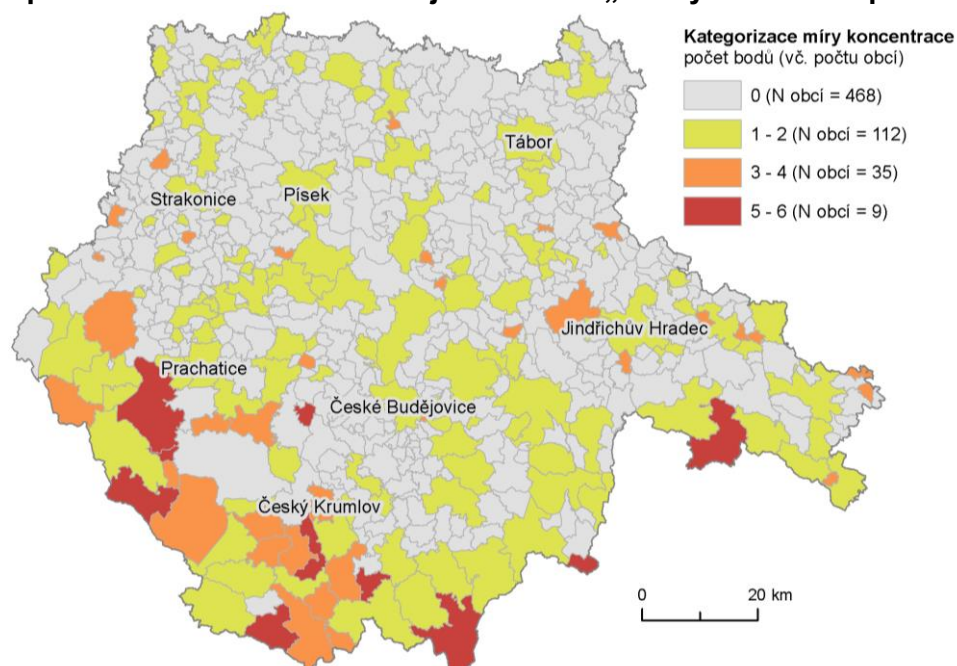 Kategorizace míry koncentrace
počet bodů (vč. počtu obcí)
0 (N obcí = 468)
1 - 2 (N obcí = 112)
3 - 4 (N obcí = 35)
5 - 6 (N obcí = 9)
Tábor
Strakonice
Písek
Jindřichův Hradec
Prachatice
České Budějovice
Český Krumlov
0
20 km